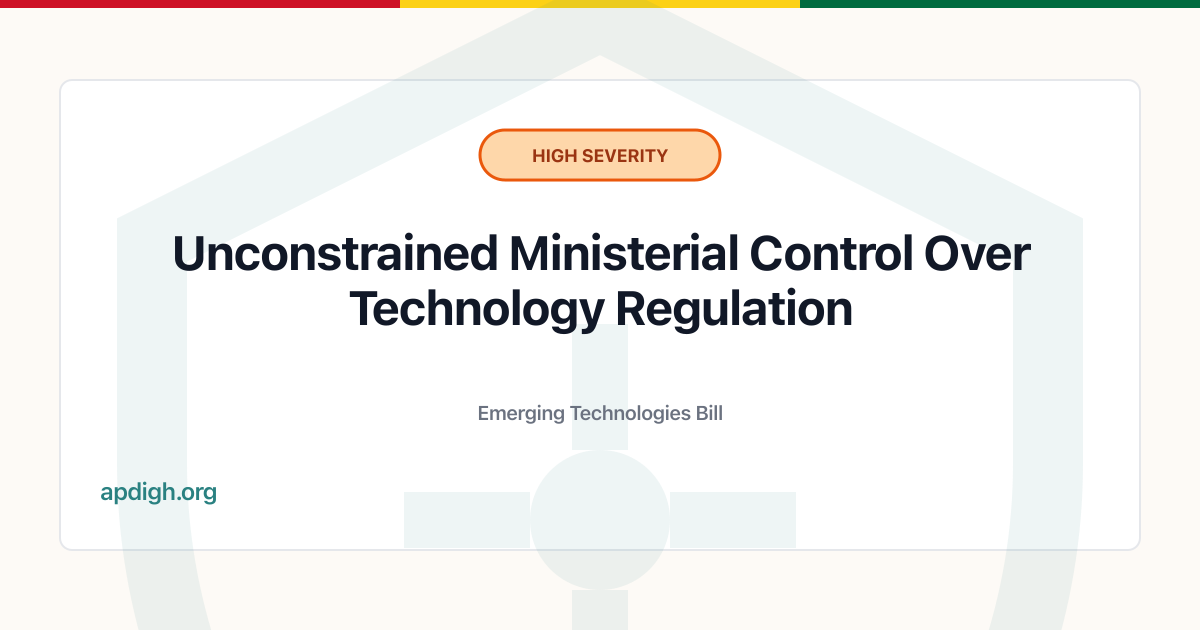 HIGH SEVERITY
Unconstrained Ministerial Control Over
Technology Regulation
Emerging Technologies Bill
apdigh.org